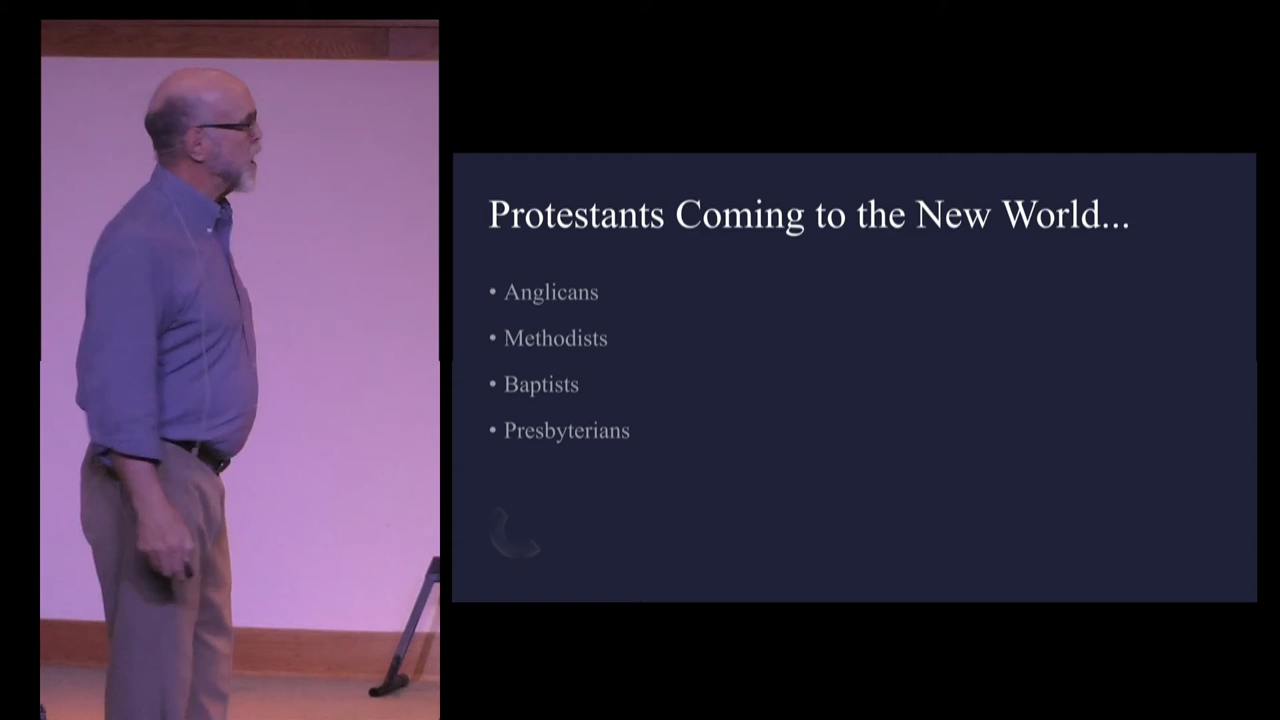 Protestants Coming to the New World...
• Anglicans
• Methodists
• Baptists
• Presbyterians